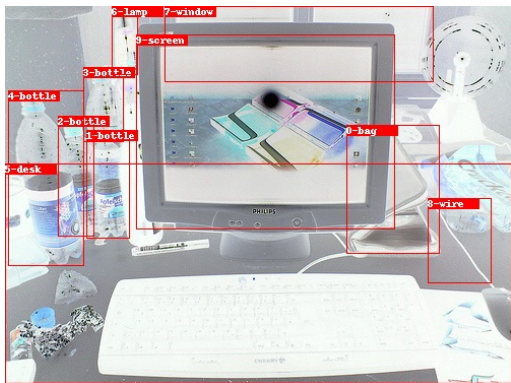 6-lamp
7-window
9-screen
3-bottle
4-bottle
2-bottle
1-bottle
0-bag
5-desk
8-wire
PHILIPS
CHERRY